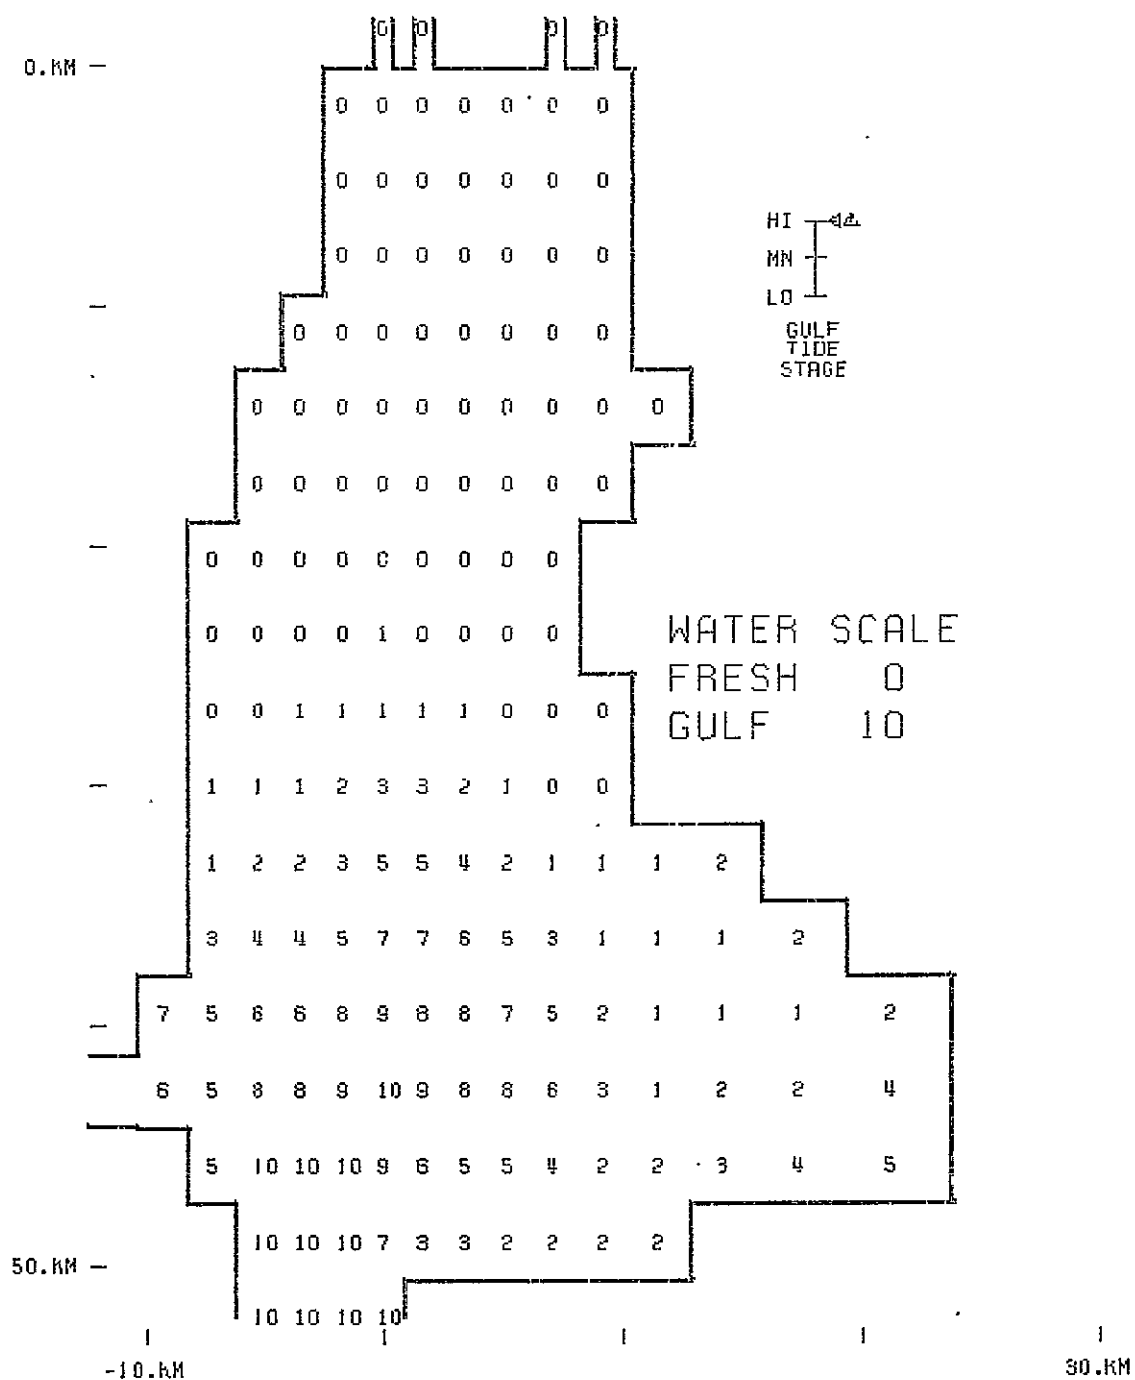 0 0 0 0
0.KM
0 0 0 0 0 0 0
0 0 0 0 0 0 0
HI
0 0 0 0 0 0 0
MN
LO
0 0 0 0 0 0 0 0
GULF
TIDE
STAGE
0 0 0 0 0 0 0 0 0 0
0 0 0 0 0 0 0 0 0
0 0 0 0 0 0 0 0 0
0 0 0 0 1 0 0 0 0
WATER SCALE
FRESH 0
0 0 1 1 1 1 1 0 0 0
GULF 10
1 1 1 2 3 3 2 1 0 0
1 2 2 3 5 5 4 2 1 1 1 2
3 4 4 5 7 7 6 5 3 1 1 1 2
7 5 6 6 8 9 8 8 7 5 2 1 1 1 2
6 5 8 8 9 10 9 8 8 6 3 1 2 2 4
5 10 10 10 9 6 5 5 4 2 2 3 4 5
10 10 10 7 3 3 2 2 2 2
50.KM
10 10 10 10
-10.KM 30.KM